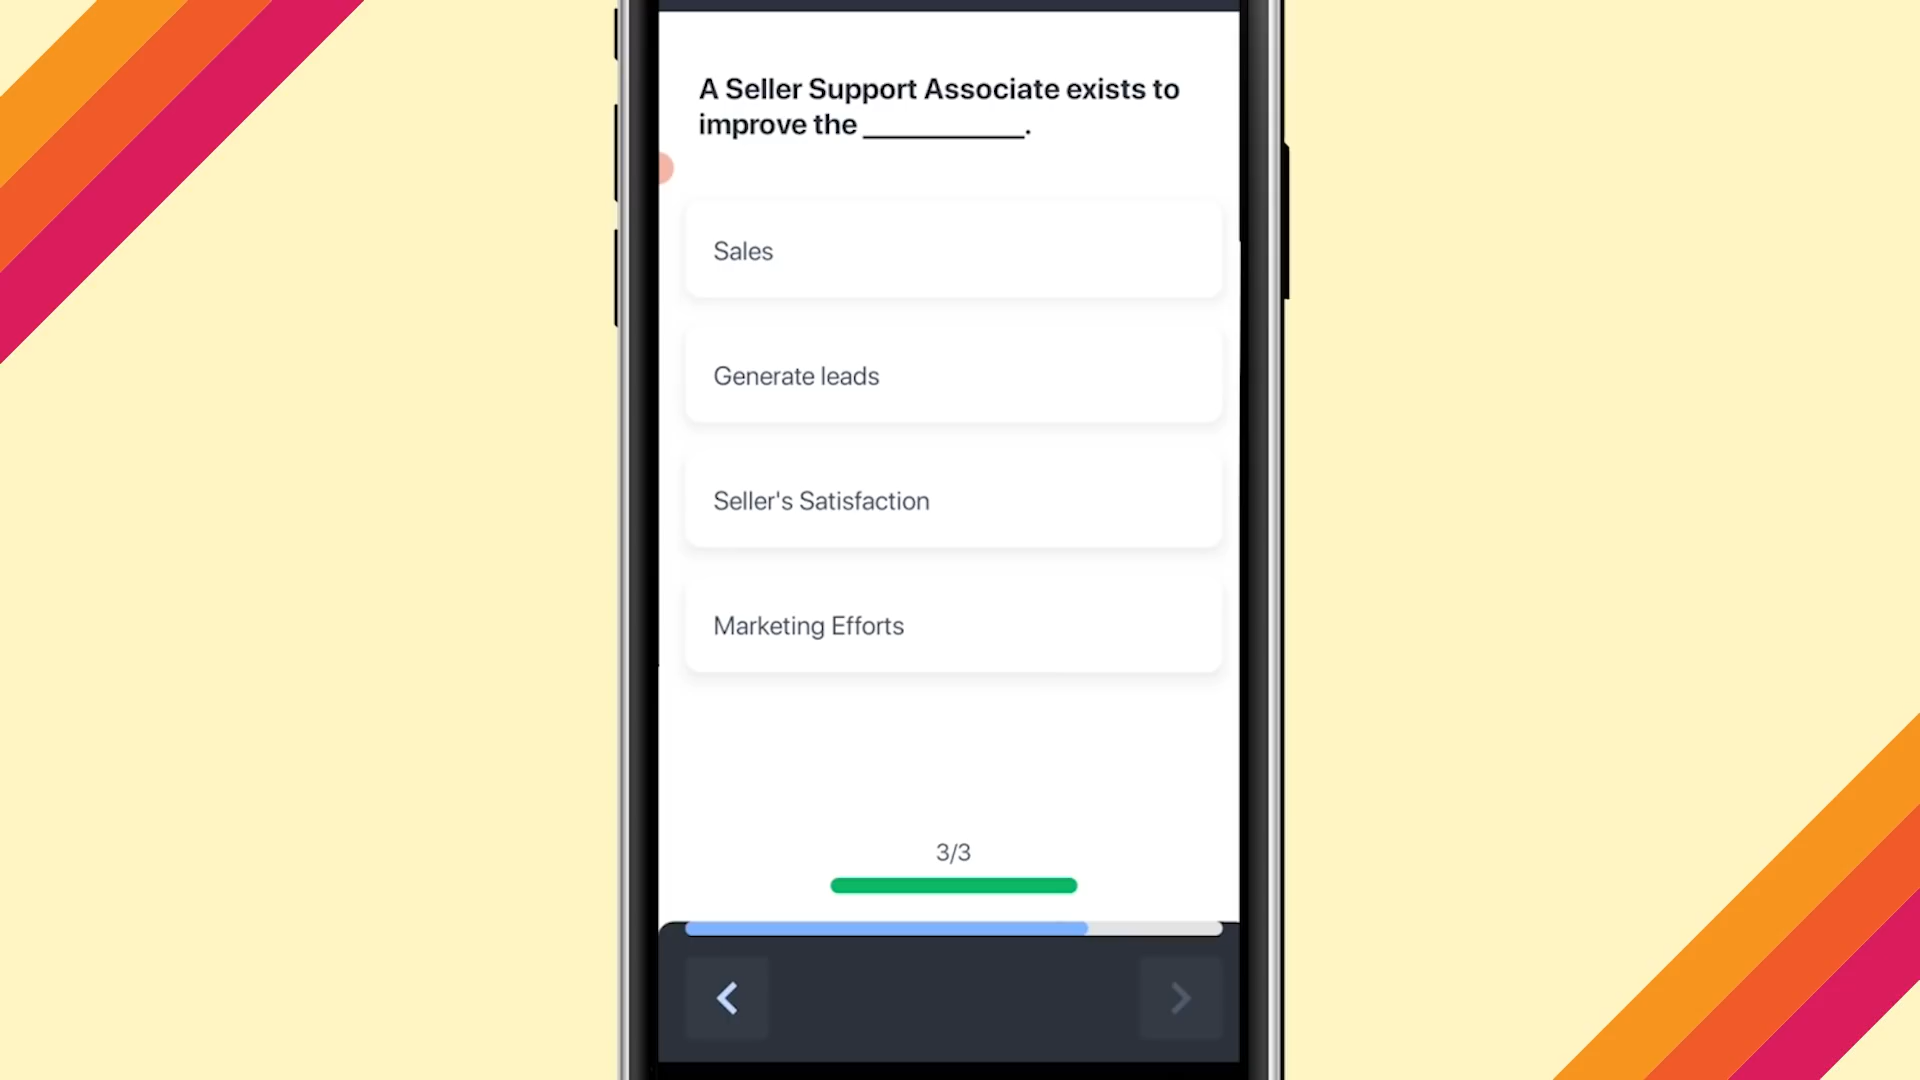 A Seller Support Associate exists to
improve the ___________.
Sales
Generate leads
Seller's Satisfaction
Marketing Efforts
3/3